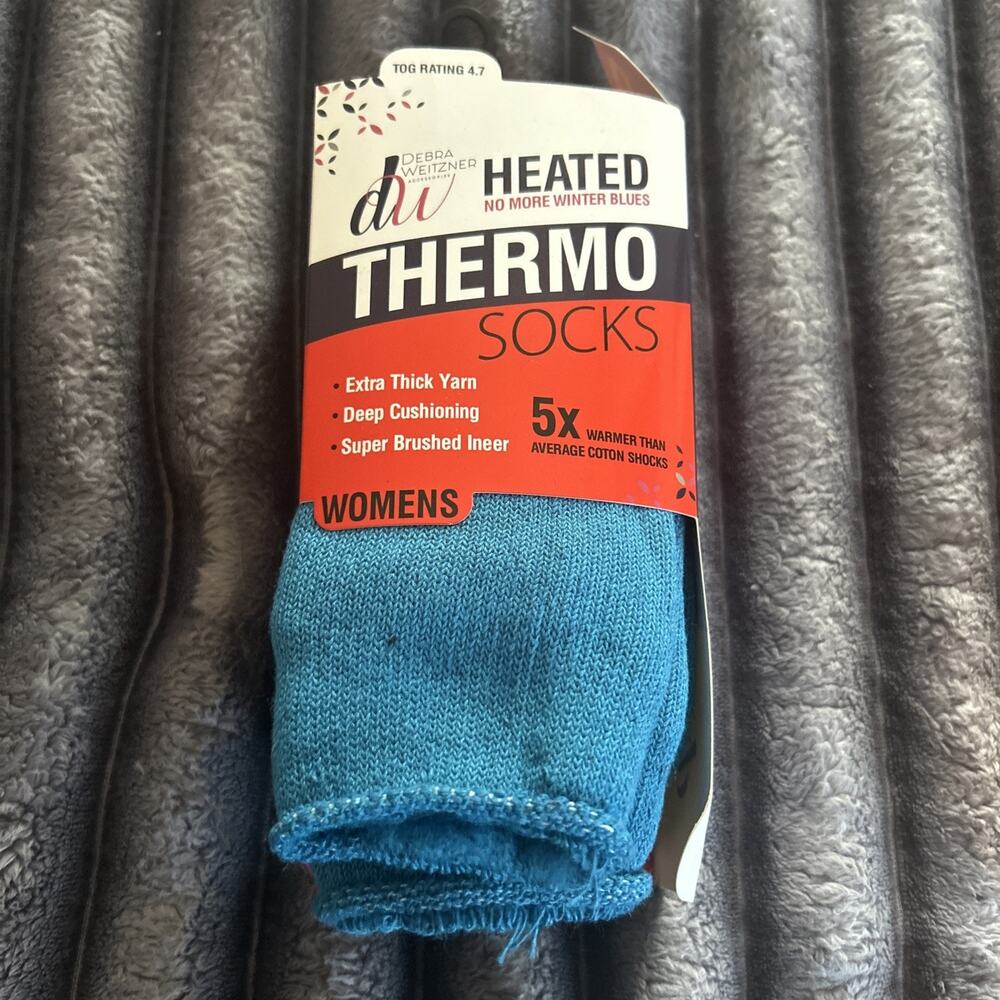 TOG RATING 4.7
dw
DEBRA
WEITZNER
ACCESSORIES
HEATED
NO MORE WINTER BLUES
THERMO
SOCKS
• Extra Thick Yarn
• Deep Cushioning
• Super Brushed Ineer
5x WARMER THAN
AVERAGE COTON SHOCKS
WOMENS